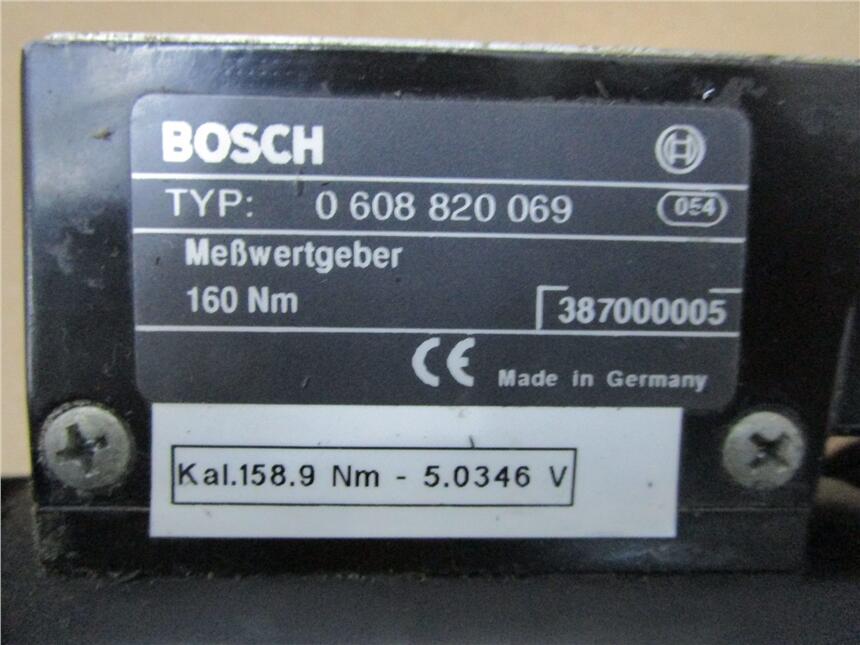 BOSCH
TYP: 0 608 820 069 054
Meßwertgeber
160 Nm 387000005
CE Made in Germany
Kal.158.9 Nm - 5.0346 V